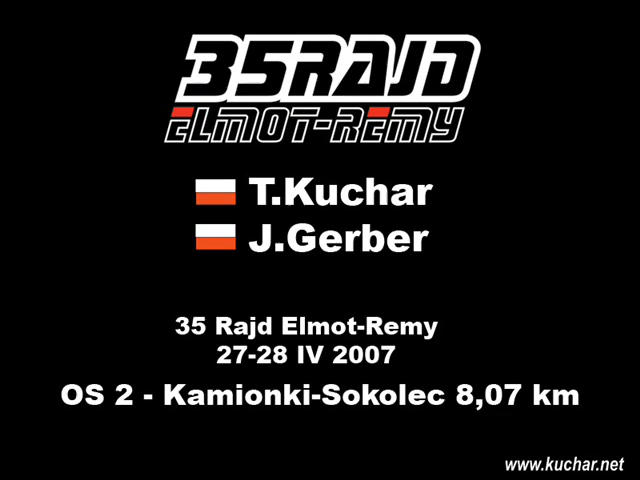 35RAJD
ELMOT-REMY
T.Kuchar
J.Gerber
35 Rajd Elmot-Remy
27-28 IV 2007
OS 2 - Kamionki-Sokolec 8,07 km
www.kuchar.net